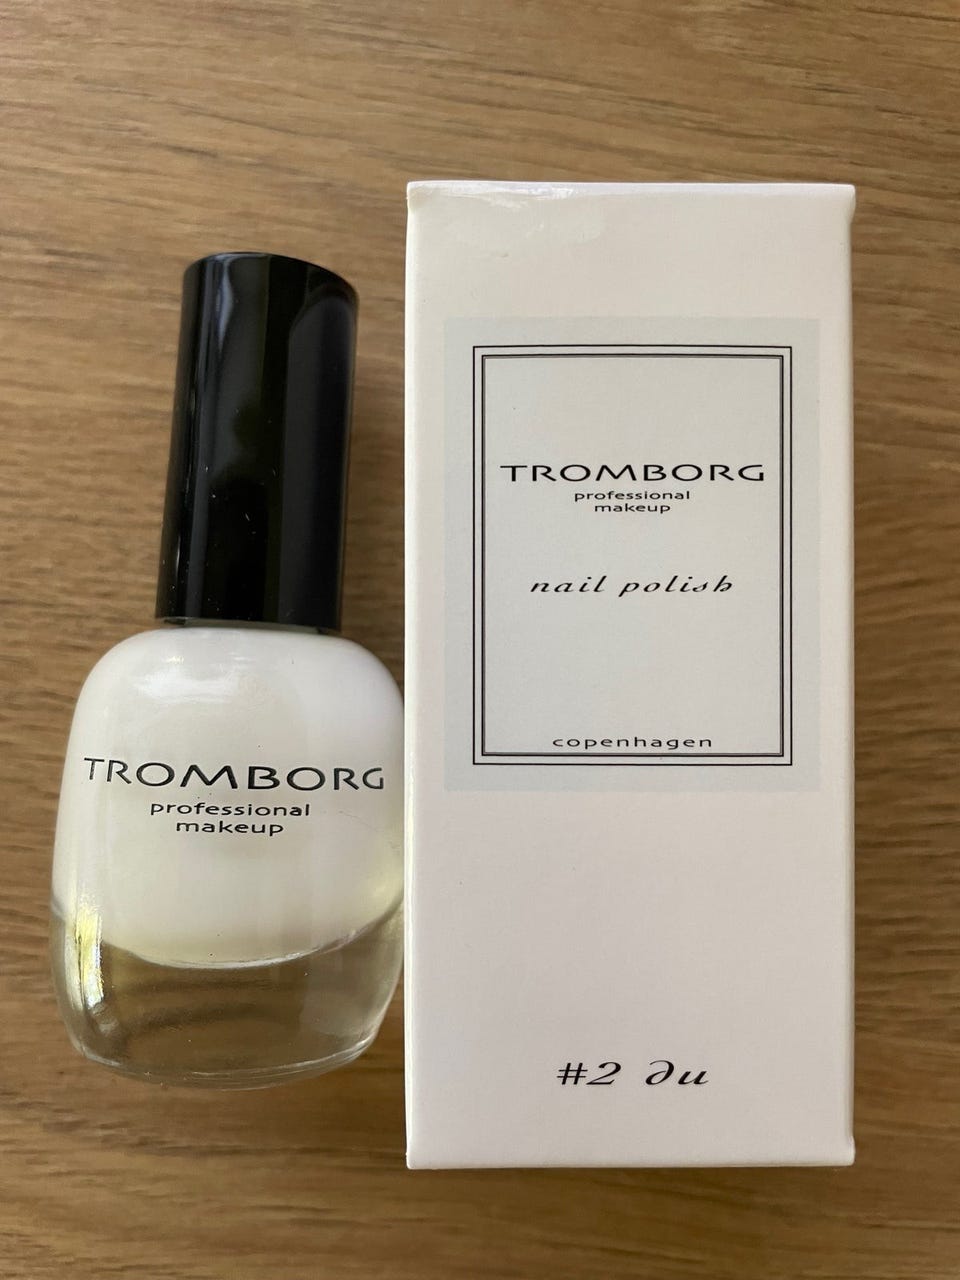 TROMBORG
professional
makeup
TROMBORG
professional
makeup
nail polish
copenhagen
#2 du